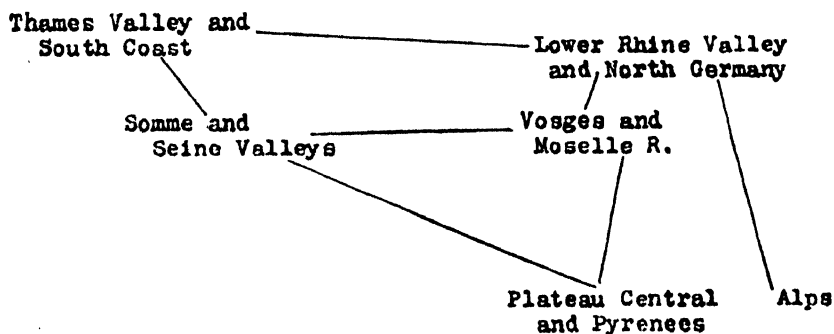 Thames Valley and
South Coast
Lower Rhine Valley
and North Germany
Somme and
Seine Valleys
Vosges and
Moselle R.
Plateau Central
and Pyrenees
Alps